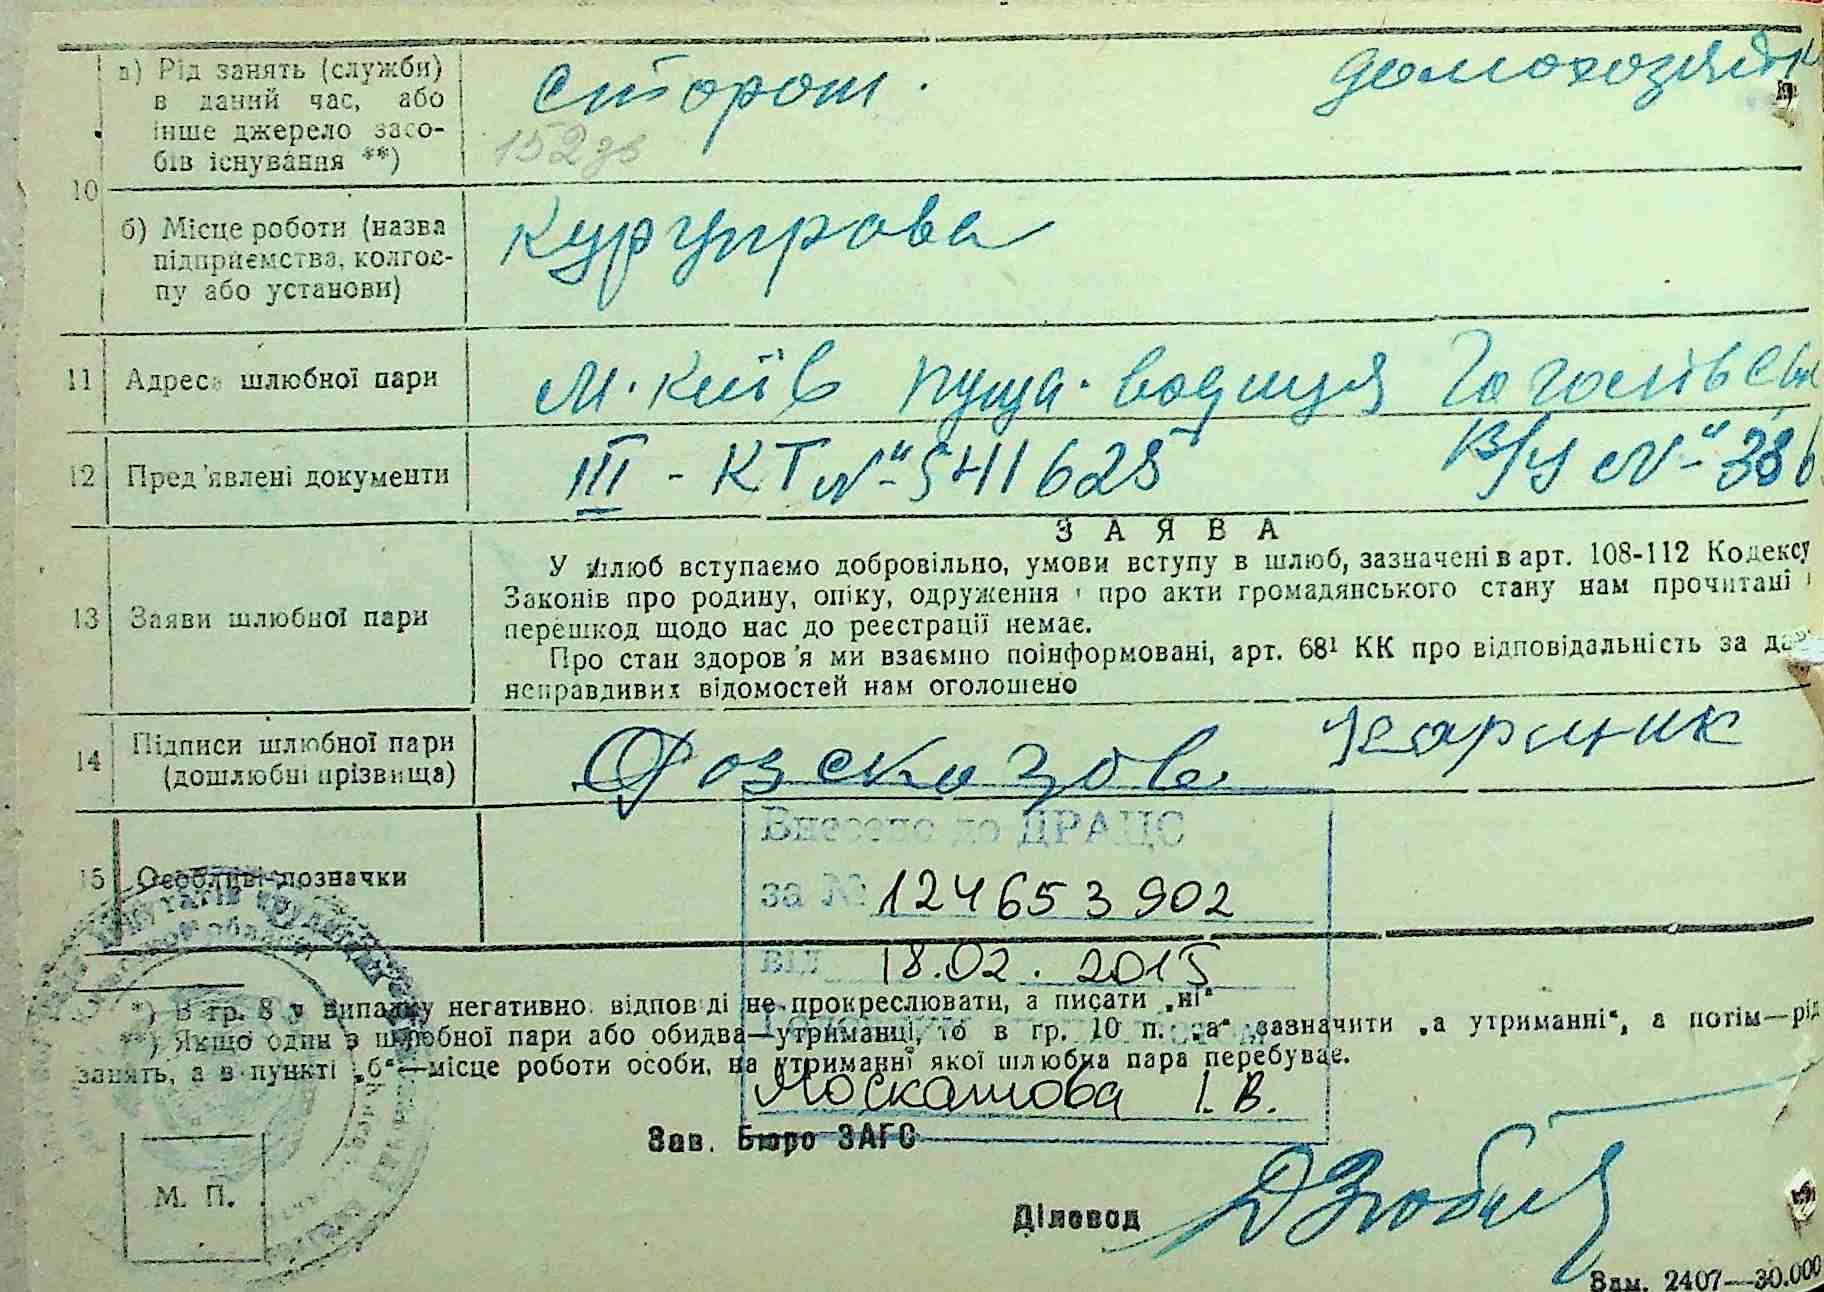 10
а) Рід занять (служби)
в даний час, або
інше джерело засо-
бів існування **)
Сторож.
152 зв
б) Місце роботи (назва
підприємства, колгос-
пу або установи)
Кургупрова
11 Адреса шлюбної пари
м. Київ Пуща-Водиця
12 Пред'явлені документи
III - КТ № 541628 В/У № 386
ЗАЯВА
13 Заяви шлюбної пари
У шлюб вступаємо добровільно, умови вступу в шлюб, зазначені в арт. 108-112 Кодексу
Законів про родину, опіку, одруження і про акти громадянського стану нам прочитані і
перешкод щодо нас до реєстрації немає.
Про стан здоров'я ми взаємно поінформовані, арт. 68¹ КК про відповідальність за
неправдивих відомостей нам оголошено
14 Підписи шлюбної пари
(дошлюбні прізвища)
15 Особливі позначки
Внесено до ДРАЦС
за № 124653902
від 18.02.2015
*) В гр. 8 у випадку негативно. відповіді не прокреслювати, а писати „ні“
**) Якщо один з шлюбної пари або обидва—утриманці, то в гр. 10 п. „а“ зазначити „а утриманні“, а потім—рід
занять, а в пункті „б“—місце роботи особи, на утриманні якої шлюбна пара перебуває.
І. В.
Зав. Бюро ЗАГС
М. П.
Діловод
Зам. 2407—30.000